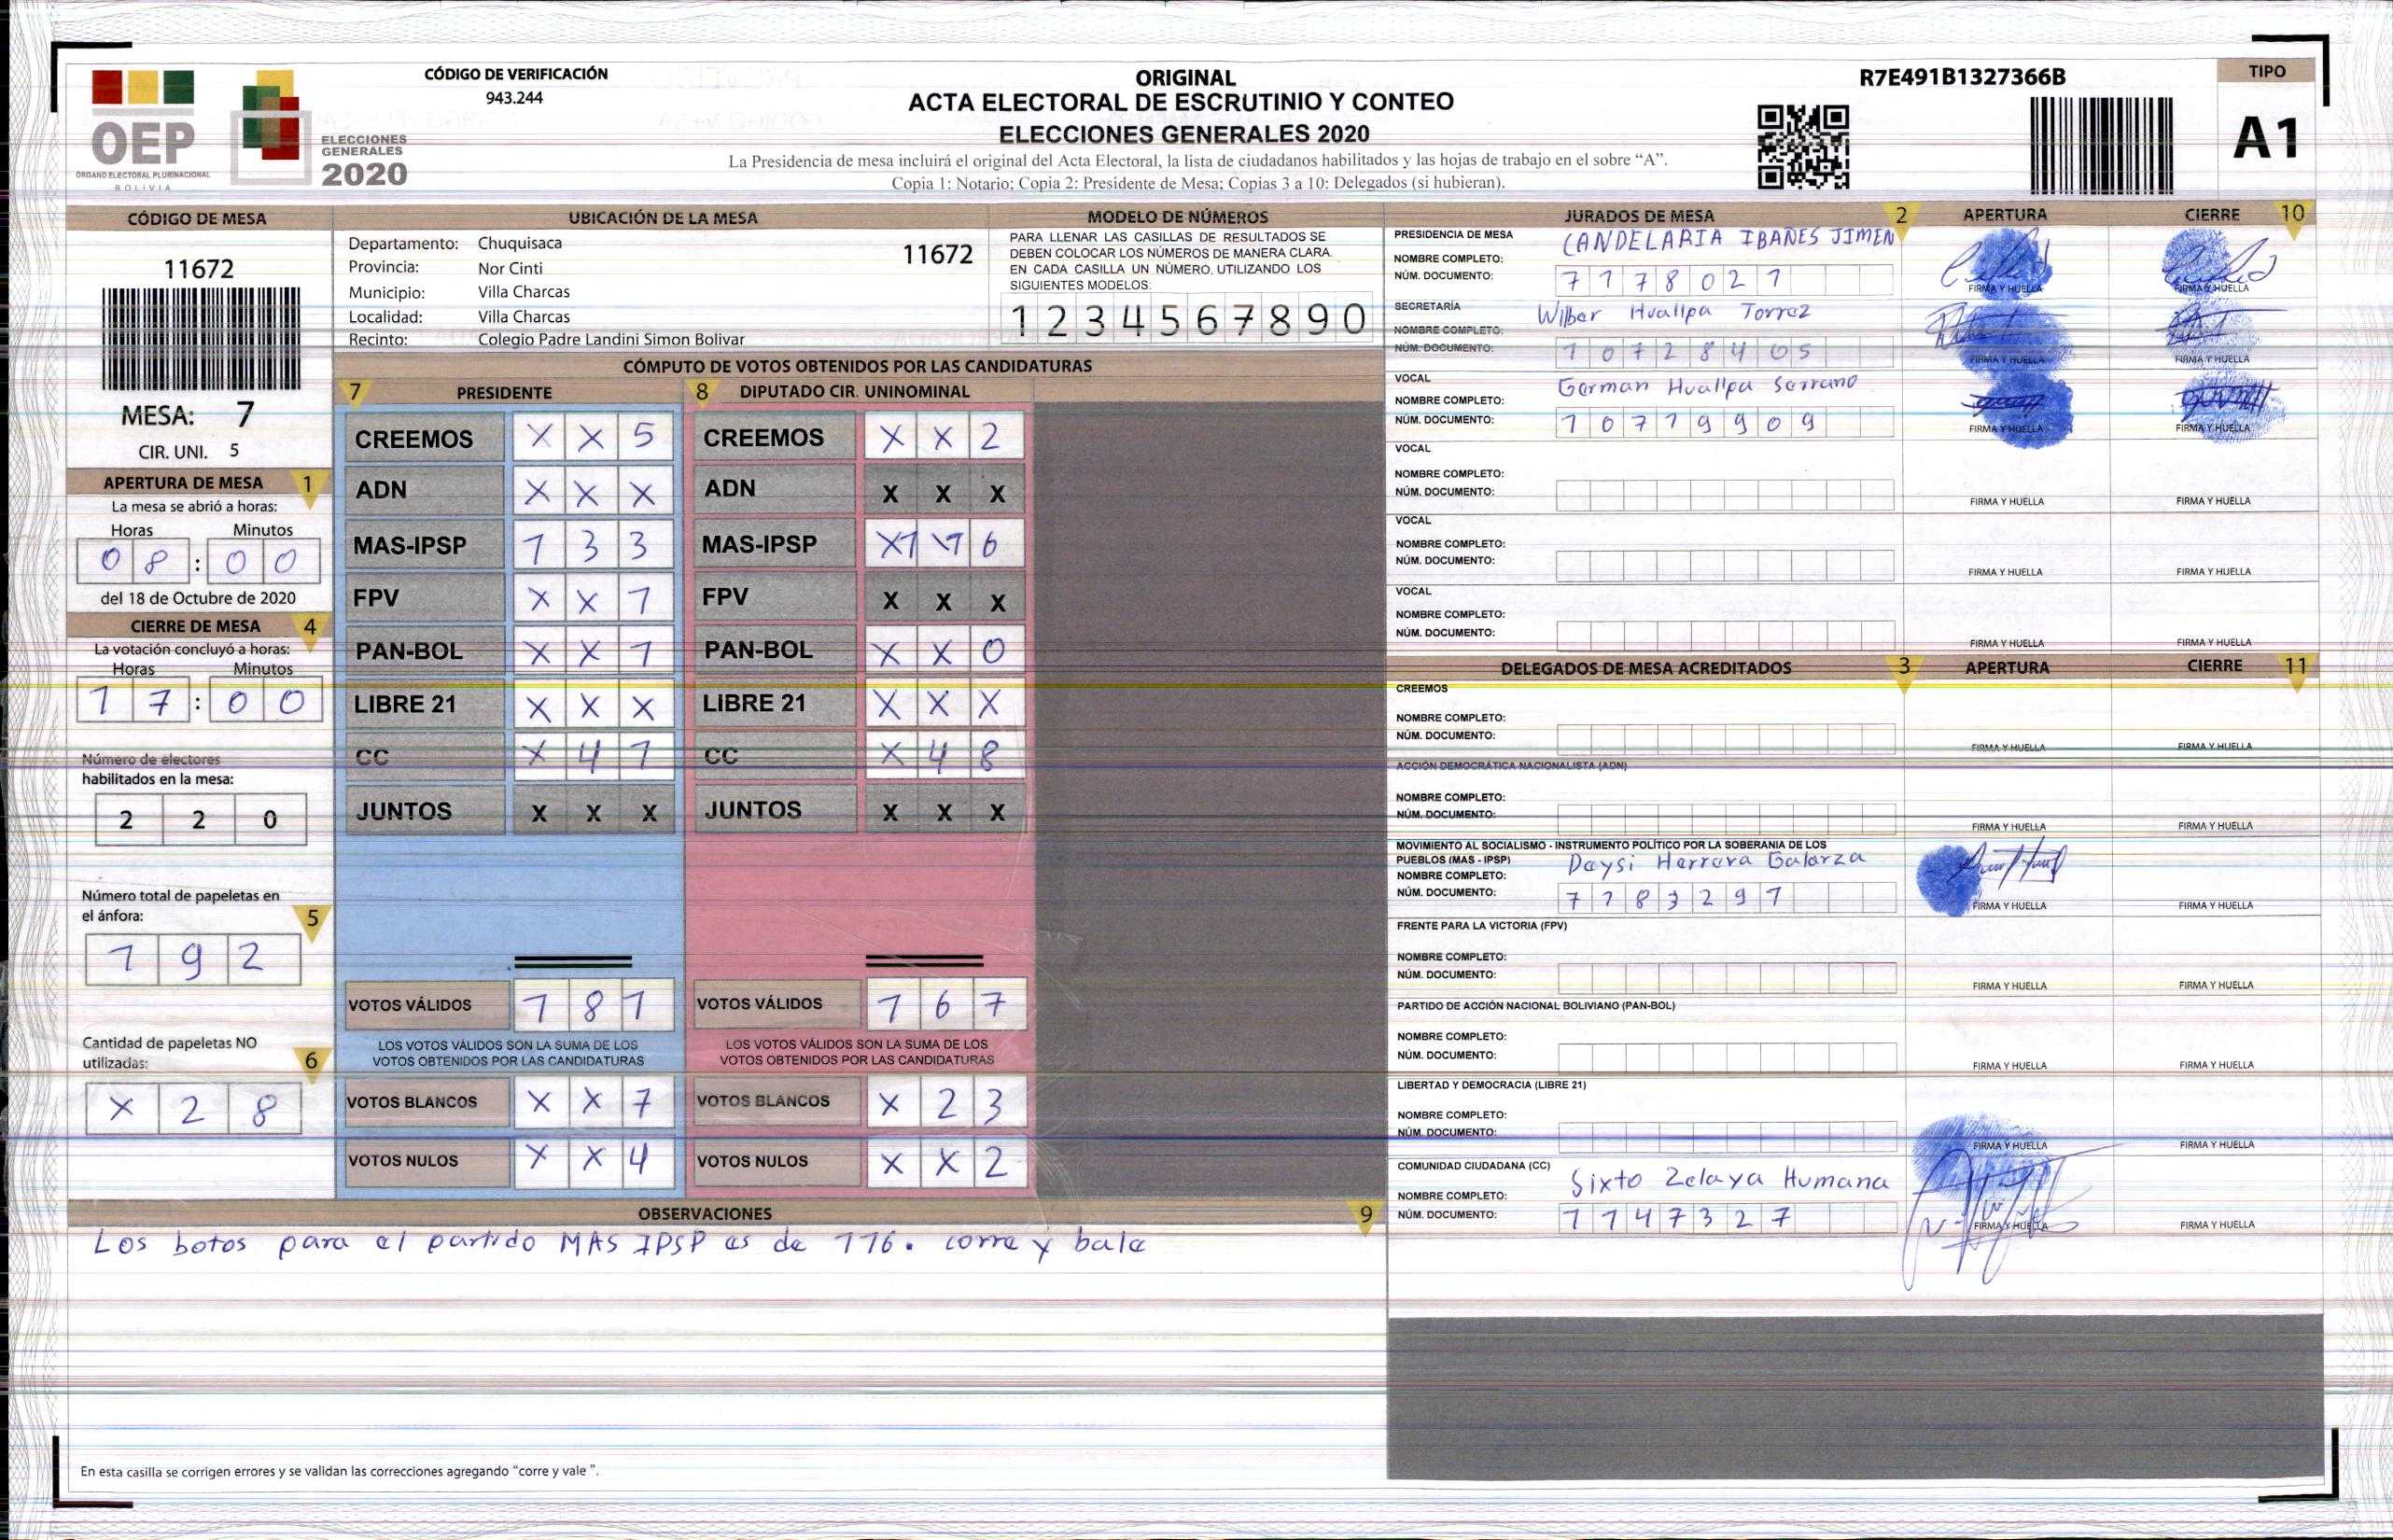 CÓDIGO DE VERIFICACIÓN
943.244
OEP
ÓRGANO ELECTORAL PLURINACIONAL
BOLIVIA
ELECCIONES
GENERALES
2020
ORIGINAL
ACTA ELECTORAL DE ESCRUTINIO Y CONTEO
ELECCIONES GENERALES 2020
La Presidencia de mesa incluirá el original del Acta Electoral, la lista de ciudadanos habilitados y las hojas de trabajo en el sobre “A”.
Copia 1: Notario; Copia 2: Presidente de Mesa; Copias 3 a 10: Delegados (si hubieran).
R7E491B1327366B
TIPO
A1
CÓDIGO DE MESA
11672
MESA: 7
CIR. UNI. 5
APERTURA DE MESA 1
La mesa se abrió a horas:
Horas Minutos
0 8 : 0 0
del 18 de Octubre de 2020
CIERRE DE MESA 4
La votación concluyó a horas:
Horas Minutos
1 7 : 0 0
Número de electores
habilitados en la mesa:
2 2 0
Número total de papeletas en
el ánfora: 5
1 9 2
Cantidad de papeletas NO
utilizadas: 6
X 2 8
UBICACIÓN DE LA MESA
Departamento: Chuquisaca 11672
Provincia: Nor Cinti
Municipio: Villa Charcas
Localidad: Villa Charcas
Recinto: Colegio Padre Landini Simon Bolivar
MODELO DE NÚMEROS
PARA LLENAR LAS CASILLAS DE RESULTADOS SE
DEBEN COLOCAR LOS NÚMEROS DE MANERA CLARA.
EN CADA CASILLA UN NÚMERO, UTILIZANDO LOS
SIGUIENTES MODELOS:
1 2 3 4 5 6 7 8 9 0
CÓMPUTO DE VOTOS OBTENIDOS POR LAS CANDIDATURAS
7 PRESIDENTE
CREEMOS X X 5
ADN X X X
MAS-IPSP 1 3 3
FPV X X 1
PAN-BOL X X 1
LIBRE 21 X X X
CC X 4 1
JUNTOS X X X
VOTOS VÁLIDOS 1 8 1
LOS VOTOS VÁLIDOS SON LA SUMA DE LOS
VOTOS OBTENIDOS POR LAS CANDIDATURAS
VOTOS BLANCOS X X 7
VOTOS NULOS X X 4
8 DIPUTADO CIR. UNINOMINAL
CREEMOS X X 2
ADN X X X
MAS-IPSP X1 1 6
FPV X X X
PAN-BOL X X 0
LIBRE 21 X X X
CC X 4 8
JUNTOS X X X
VOTOS VÁLIDOS 1 6 7
LOS VOTOS VÁLIDOS SON LA SUMA DE LOS
VOTOS OBTENIDOS POR LAS CANDIDATURAS
VOTOS BLANCOS X 2 3
VOTOS NULOS X X 2
OBSERVACIONES 9
Los botos para el partido MAS IPSP es de 116. corre y bale
En esta casilla se corrigen errores y se validan las correcciones agregando “corre y vale ”.
JURADOS DE MESA 2 APERTURA CIERRE 10
PRESIDENCIA DE MESA
NOMBRE COMPLETO: CANDELARIA IBAÑES JIMEN
NÚM. DOCUMENTO: 7 1 7 8 0 2 1
FIRMA Y HUELLA FIRMA Y HUELLA
SECRETARÍA
NOMBRE COMPLETO: Wilber Huallpa Torrez
NÚM. DOCUMENTO: 1 0 7 2 8 4 0 5
FIRMA Y HUELLA FIRMA Y HUELLA
VOCAL
NOMBRE COMPLETO: German Huallpa Serrano
NÚM. DOCUMENTO: 1 0 7 1 9 9 0 9
FIRMA Y HUELLA FIRMA Y HUELLA
VOCAL
NOMBRE COMPLETO:
NÚM. DOCUMENTO:
FIRMA Y HUELLA FIRMA Y HUELLA
VOCAL
NOMBRE COMPLETO:
NÚM. DOCUMENTO:
FIRMA Y HUELLA FIRMA Y HUELLA
VOCAL
NOMBRE COMPLETO:
NÚM. DOCUMENTO:
FIRMA Y HUELLA FIRMA Y HUELLA
DELEGADOS DE MESA ACREDITADOS 3 APERTURA CIERRE 11
CREEMOS
NOMBRE COMPLETO:
NÚM. DOCUMENTO:
FIRMA Y HUELLA FIRMA Y HUELLA
ACCIÓN DEMOCRÁTICA NACIONALISTA (ADN)
NOMBRE COMPLETO:
NÚM. DOCUMENTO:
FIRMA Y HUELLA FIRMA Y HUELLA
MOVIMIENTO AL SOCIALISMO - INSTRUMENTO POLÍTICO POR LA SOBERANIA DE LOS
PUEBLOS (MAS - IPSP)
NOMBRE COMPLETO: Deysi Herrera Galarza
NÚM. DOCUMENTO: 7 1 8 3 2 9 1
FIRMA Y HUELLA FIRMA Y HUELLA
FRENTE PARA LA VICTORIA (FPV)
NOMBRE COMPLETO:
NÚM. DOCUMENTO:
FIRMA Y HUELLA FIRMA Y HUELLA
PARTIDO DE ACCIÓN NACIONAL BOLIVIANO (PAN-BOL)
NOMBRE COMPLETO:
NÚM. DOCUMENTO:
FIRMA Y HUELLA FIRMA Y HUELLA
LIBERTAD Y DEMOCRACIA (LIBRE 21)
NOMBRE COMPLETO:
NÚM. DOCUMENTO:
FIRMA Y HUELLA FIRMA Y HUELLA
COMUNIDAD CIUDADANA (CC)
NOMBRE COMPLETO: Sixto Zelaya Humana
NÚM. DOCUMENTO: 1 1 4 7 3 2 7
FIRMA Y HUELLA FIRMA Y HUELLA